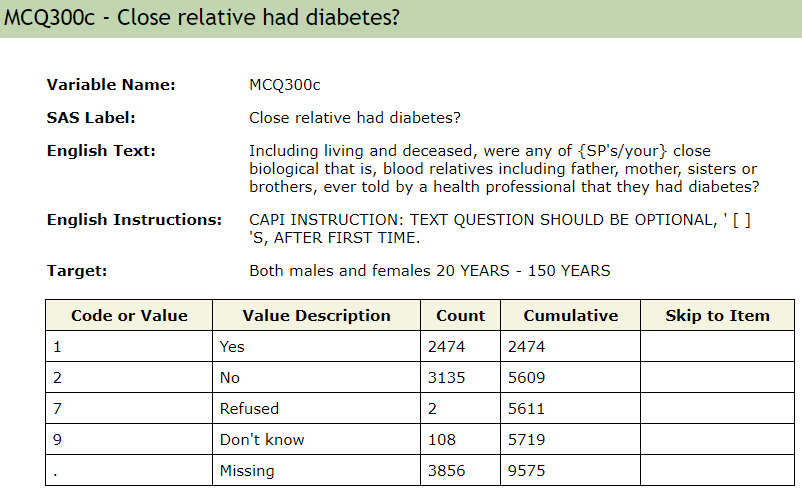 MCQ300c - Close relative had diabetes?
Variable Name: MCQ300c
SAS Label: Close relative had diabetes?
English Text: Including living and deceased, were any of {SP's/your} close
biological that is, blood relatives including father, mother, sisters or
brothers, ever told by a health professional that they had diabetes?
English Instructions: CAPI INSTRUCTION: TEXT QUESTION SHOULD BE OPTIONAL, ' [ ]
'S, AFTER FIRST TIME.
Target: Both males and females 20 YEARS - 150 YEARS
Code or Value Value Description Count Cumulative Skip to Item
1 Yes 2474 2474
2 No 3135 5609
7 Refused 2 5611
9 Don't know 108 5719
. Missing 3856 9575